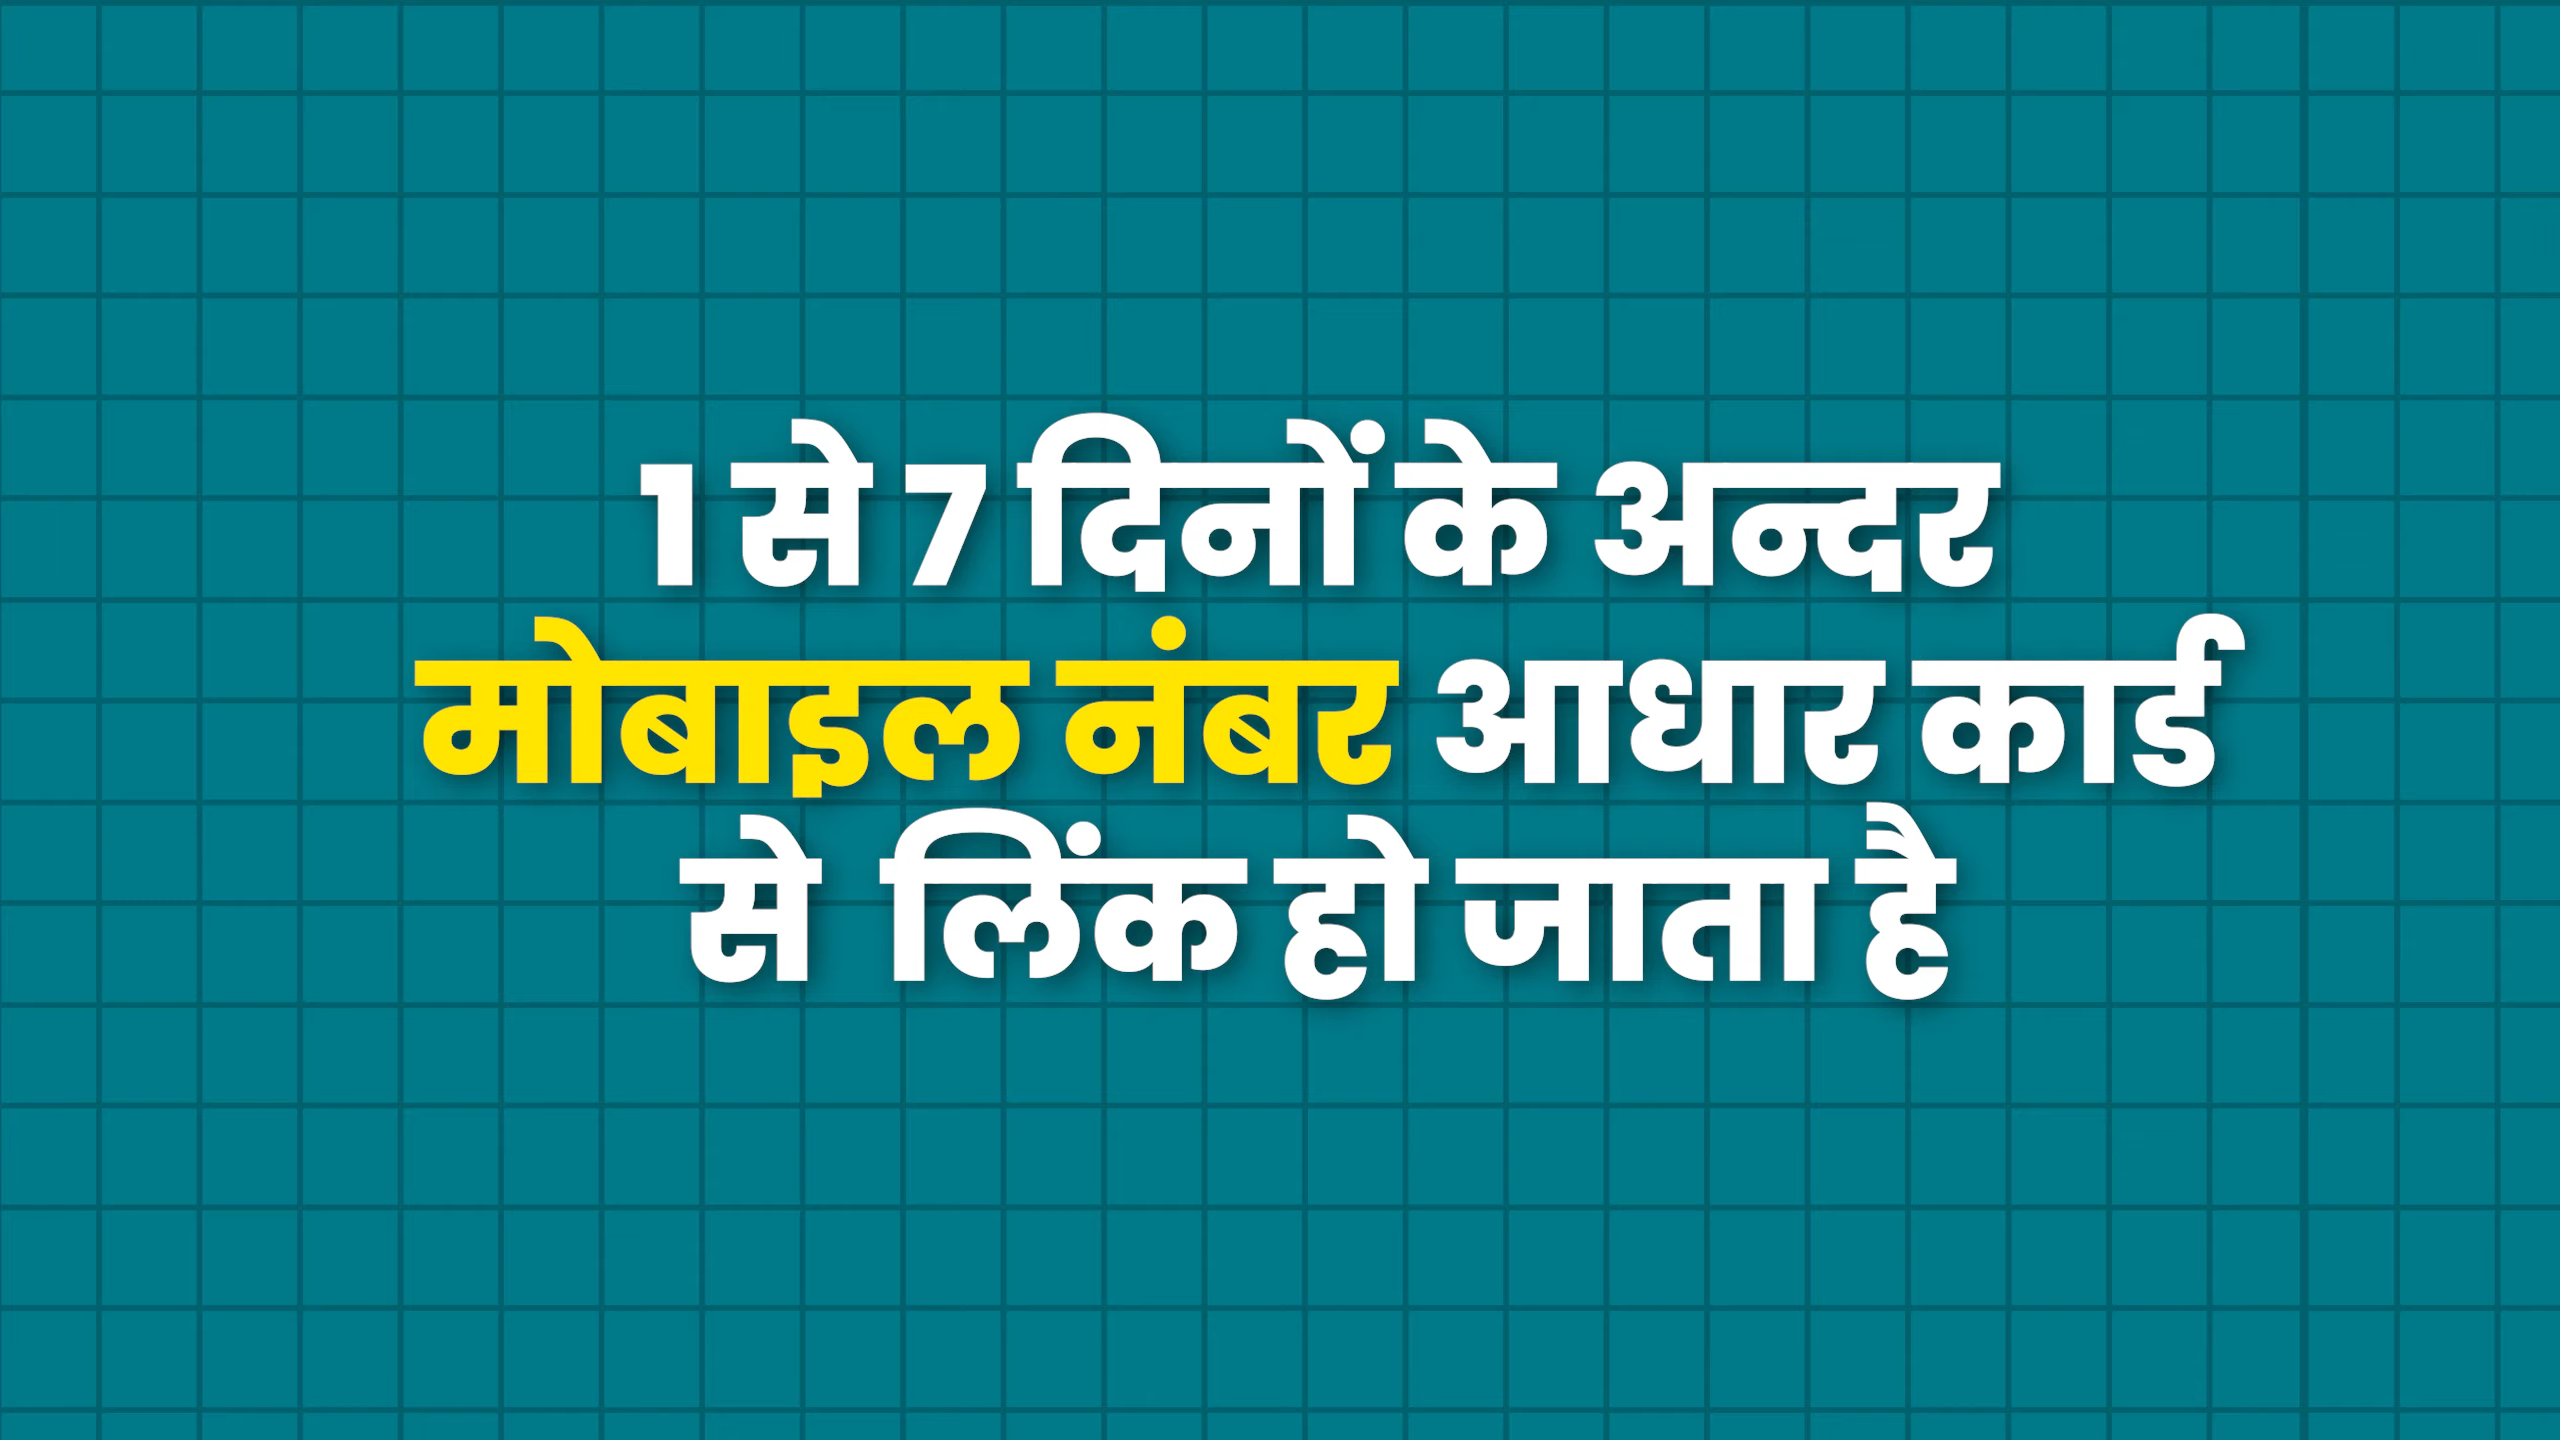 1 से 7 दिनों के अन्दर
मोबाइल नंबर आधार कार्ड
से लिंक हो जाता है